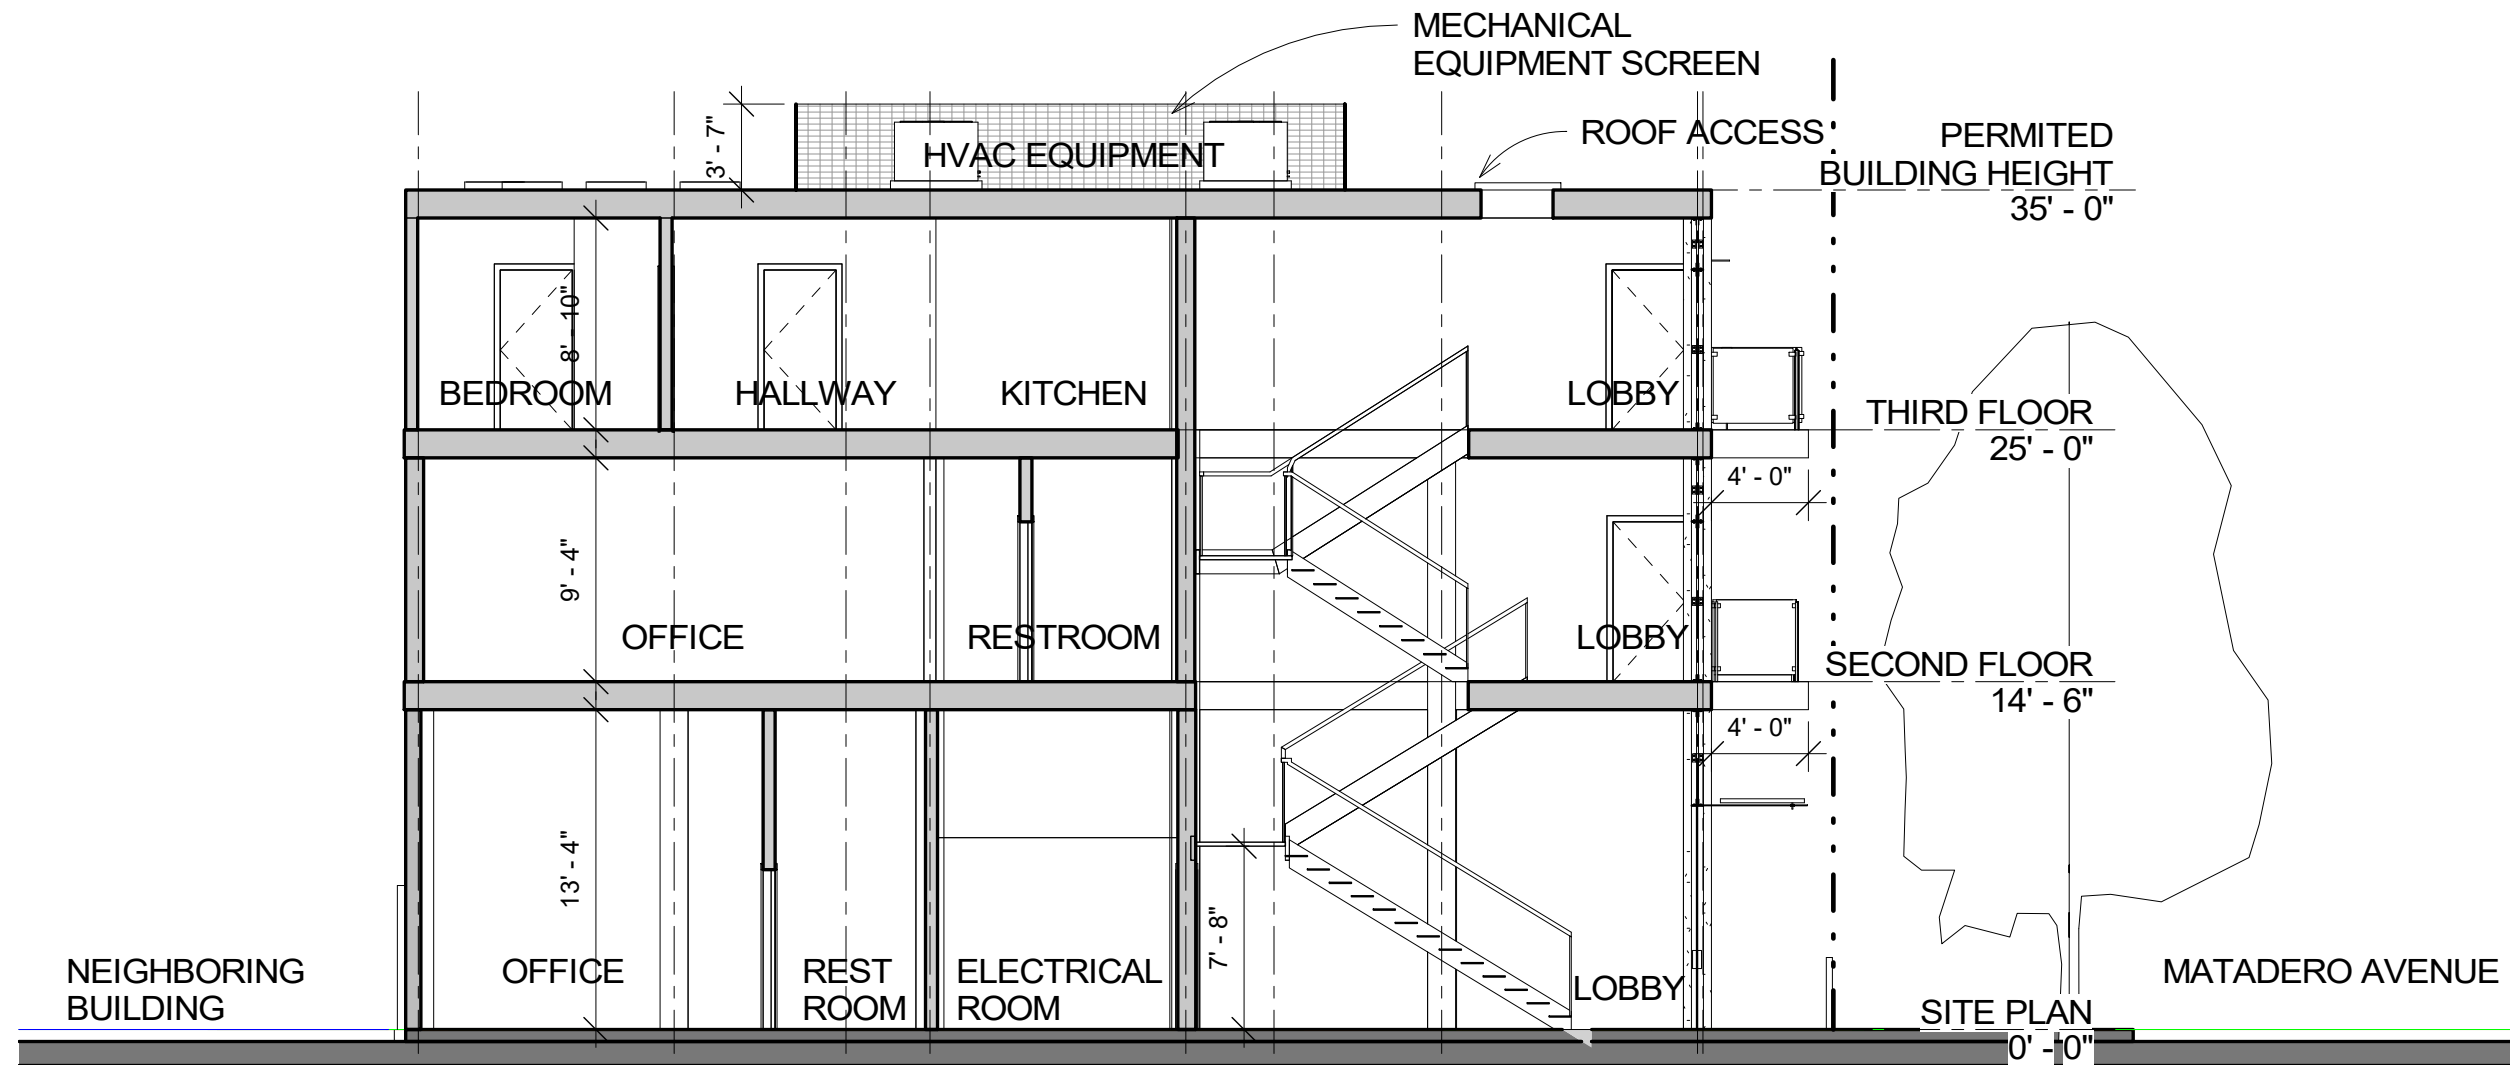 MECHANICAL
EQUIPMENT SCREEN
3' - 7"
HVAC EQUIPMENT
ROOF ACCESS
PERMITED
BUILDING HEIGHT
35' - 0"
8' - 10"
BEDROOM
HALLWAY
KITCHEN
LOBBY
THIRD FLOOR
25' - 0"
4' - 0"
9' - 4"
OFFICE
RESTROOM
LOBBY
SECOND FLOOR
14' - 6"
4' - 0"
13' - 4"
7' - 8"
NEIGHBORING
BUILDING
OFFICE
REST
ROOM
ELECTRICAL
ROOM
LOBBY
MATADERO AVENUE
SITE PLAN
0' - 0"